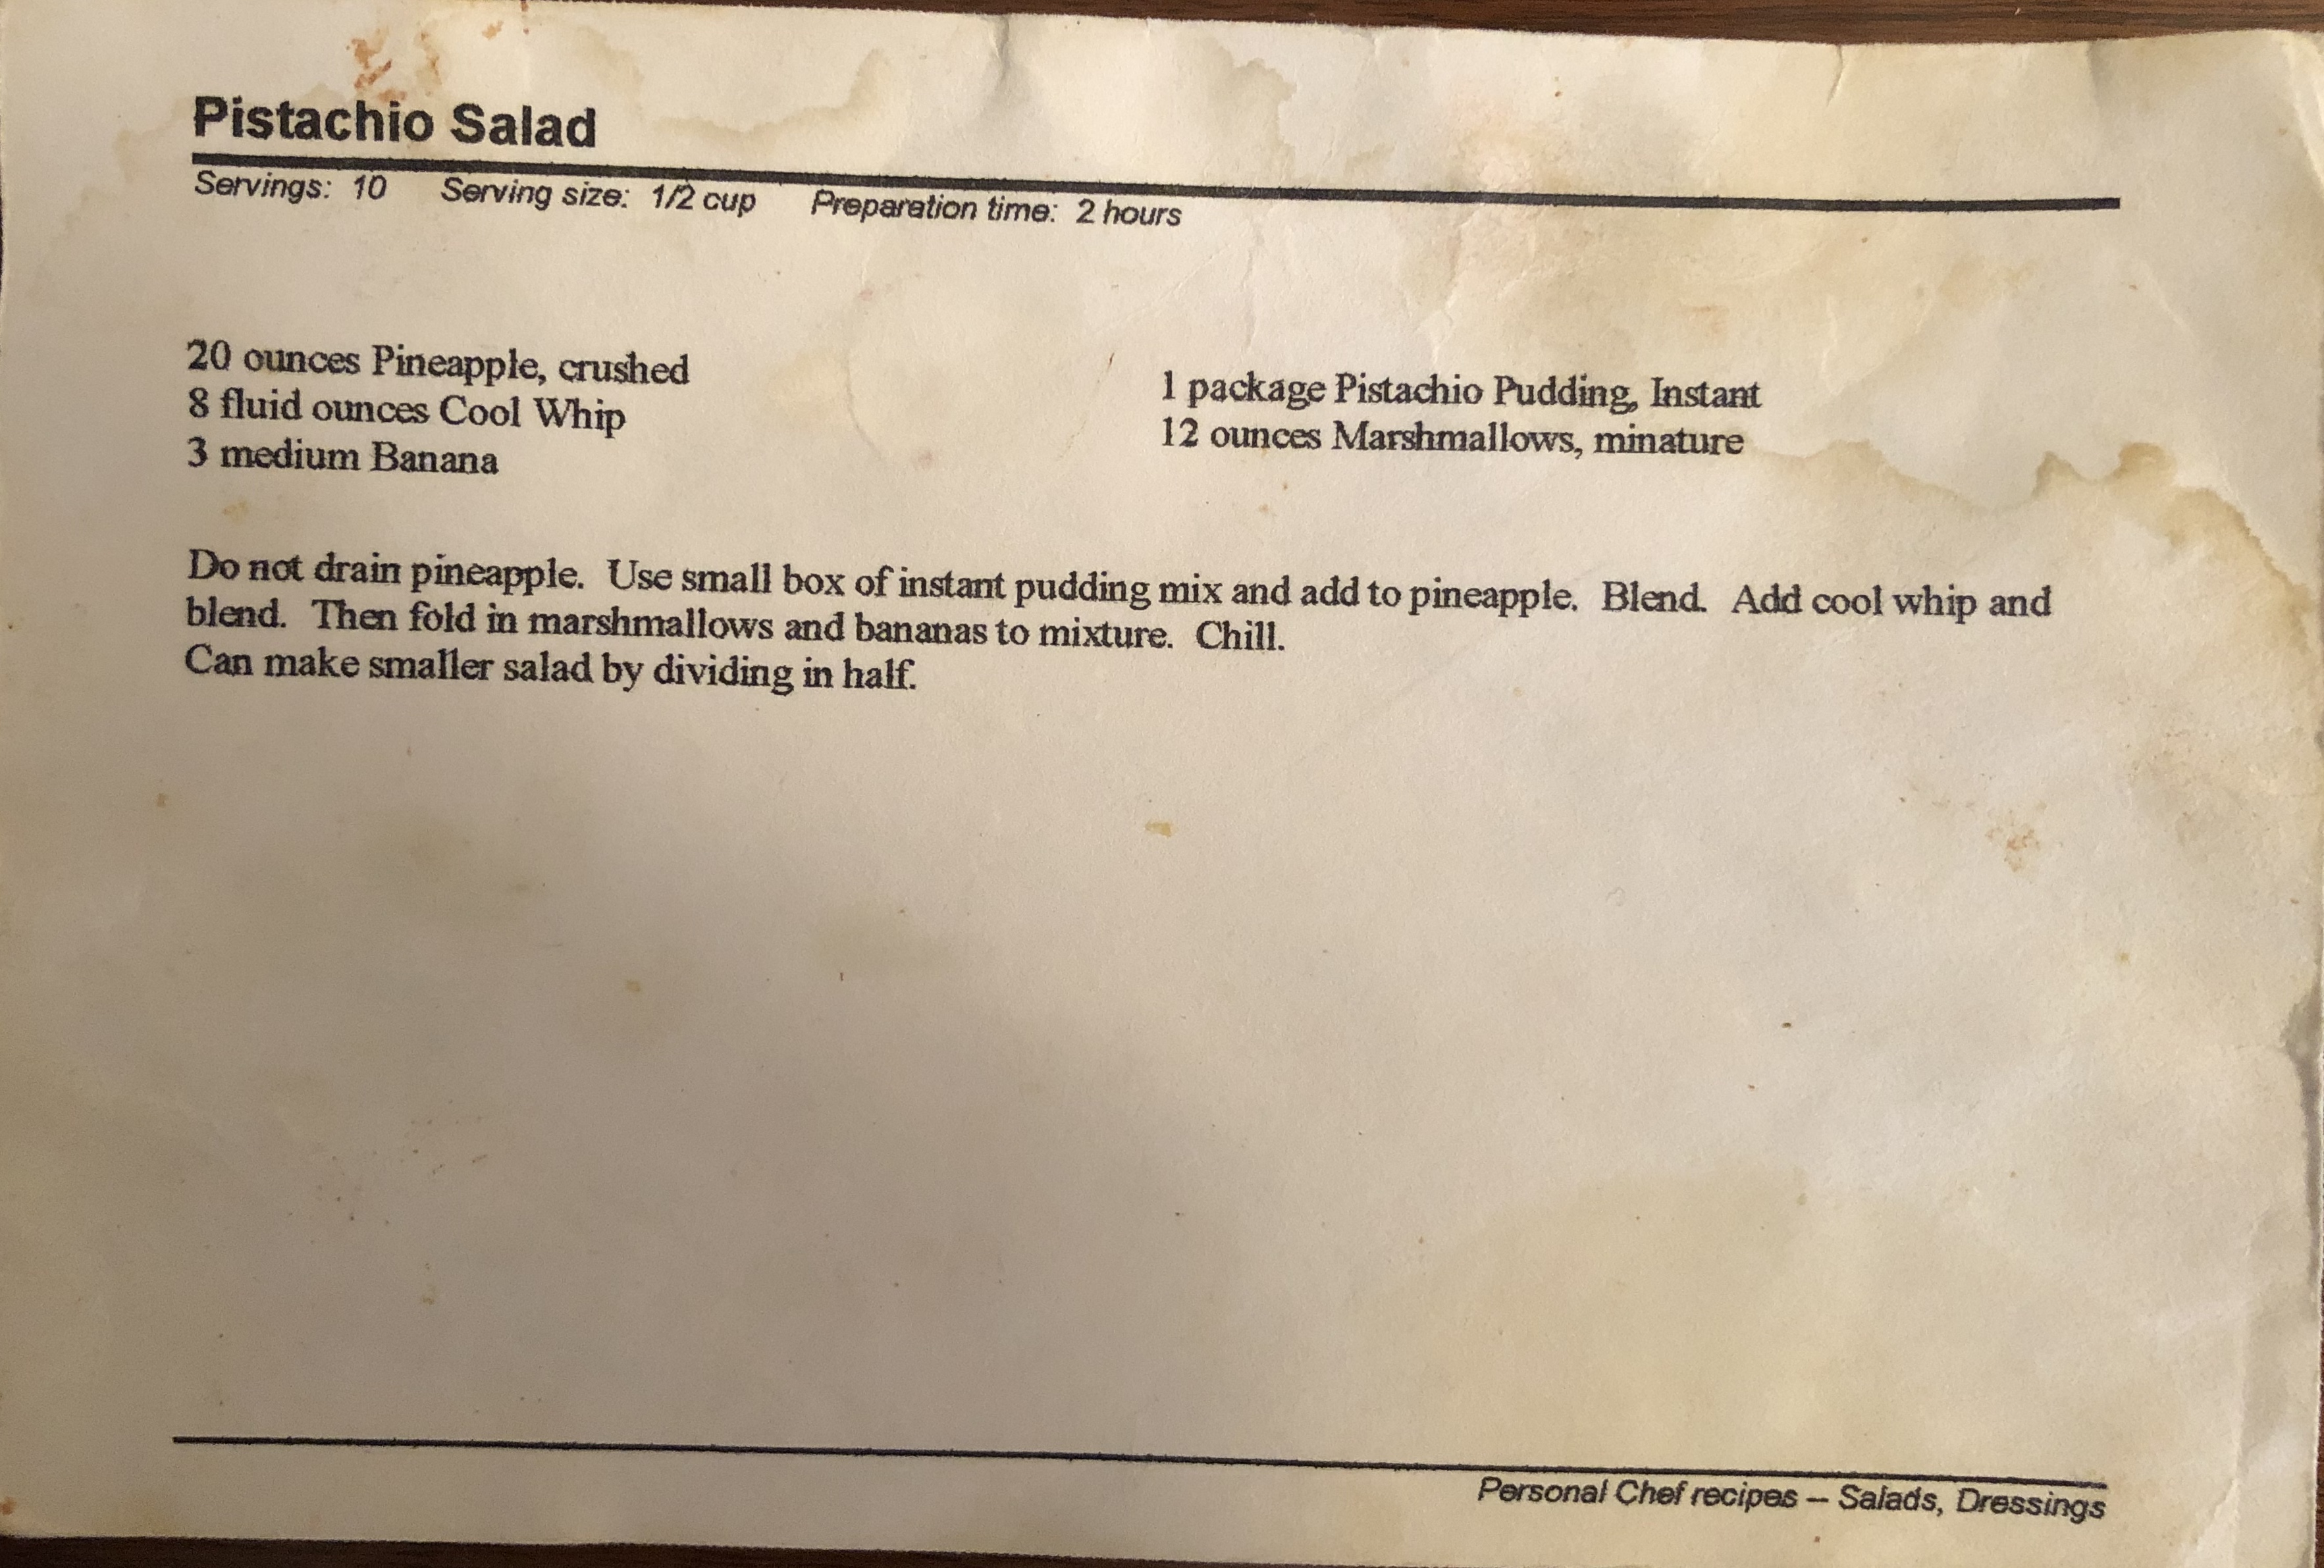 Pistachio Salad
Servings: 10 Serving size: 1/2 cup Preparation time: 2 hours
20 ounces Pineapple, crushed
8 fluid ounces Cool Whip
3 medium Banana
1 package Pistachio Pudding, Instant
12 ounces Marshmallows, minature
Do not drain pineapple. Use small box of instant pudding mix and add to pineapple. Blend. Add cool whip and
blend. Then fold in marshmallows and bananas to mixture. Chill.
Can make smaller salad by dividing in half.
Personal Chef recipes – Salads, Dressings